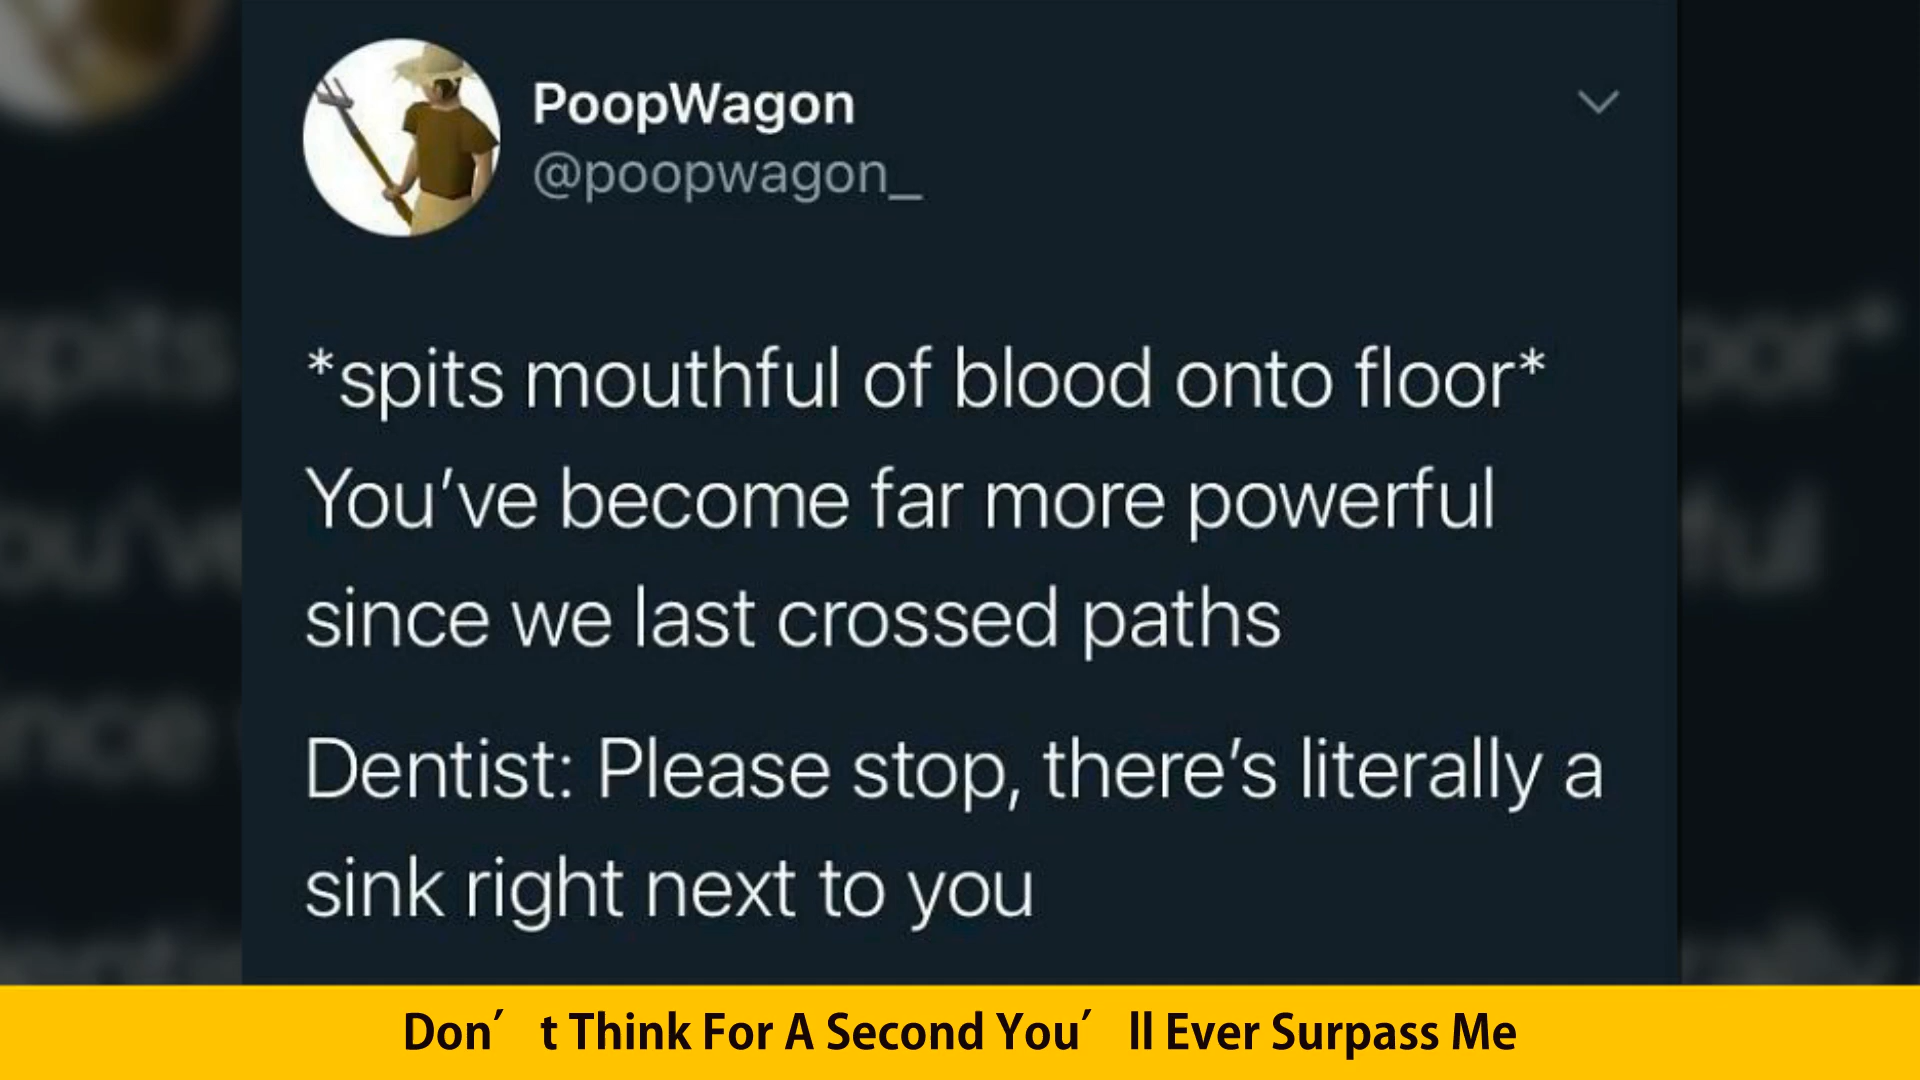 PoopWagon
@poopwagon_
*spits mouthful of blood onto floor*
You've become far more powerful
since we last crossed paths
Dentist: Please stop, there's literally a
sink right next to you
Don′t Think For A Second You′ll Ever Surpass Me